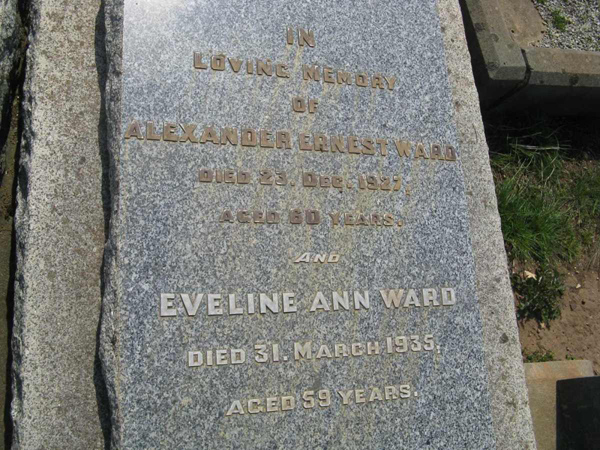 IN
LOVING MEMORY
OF
ALEXANDER ERNEST WARD
DIED 23. DEC. 1927,
AGED 60 YEARS.
AND
EVELINE ANN WARD
DIED 31. MARCH 1935,
AGED 59 YEARS.